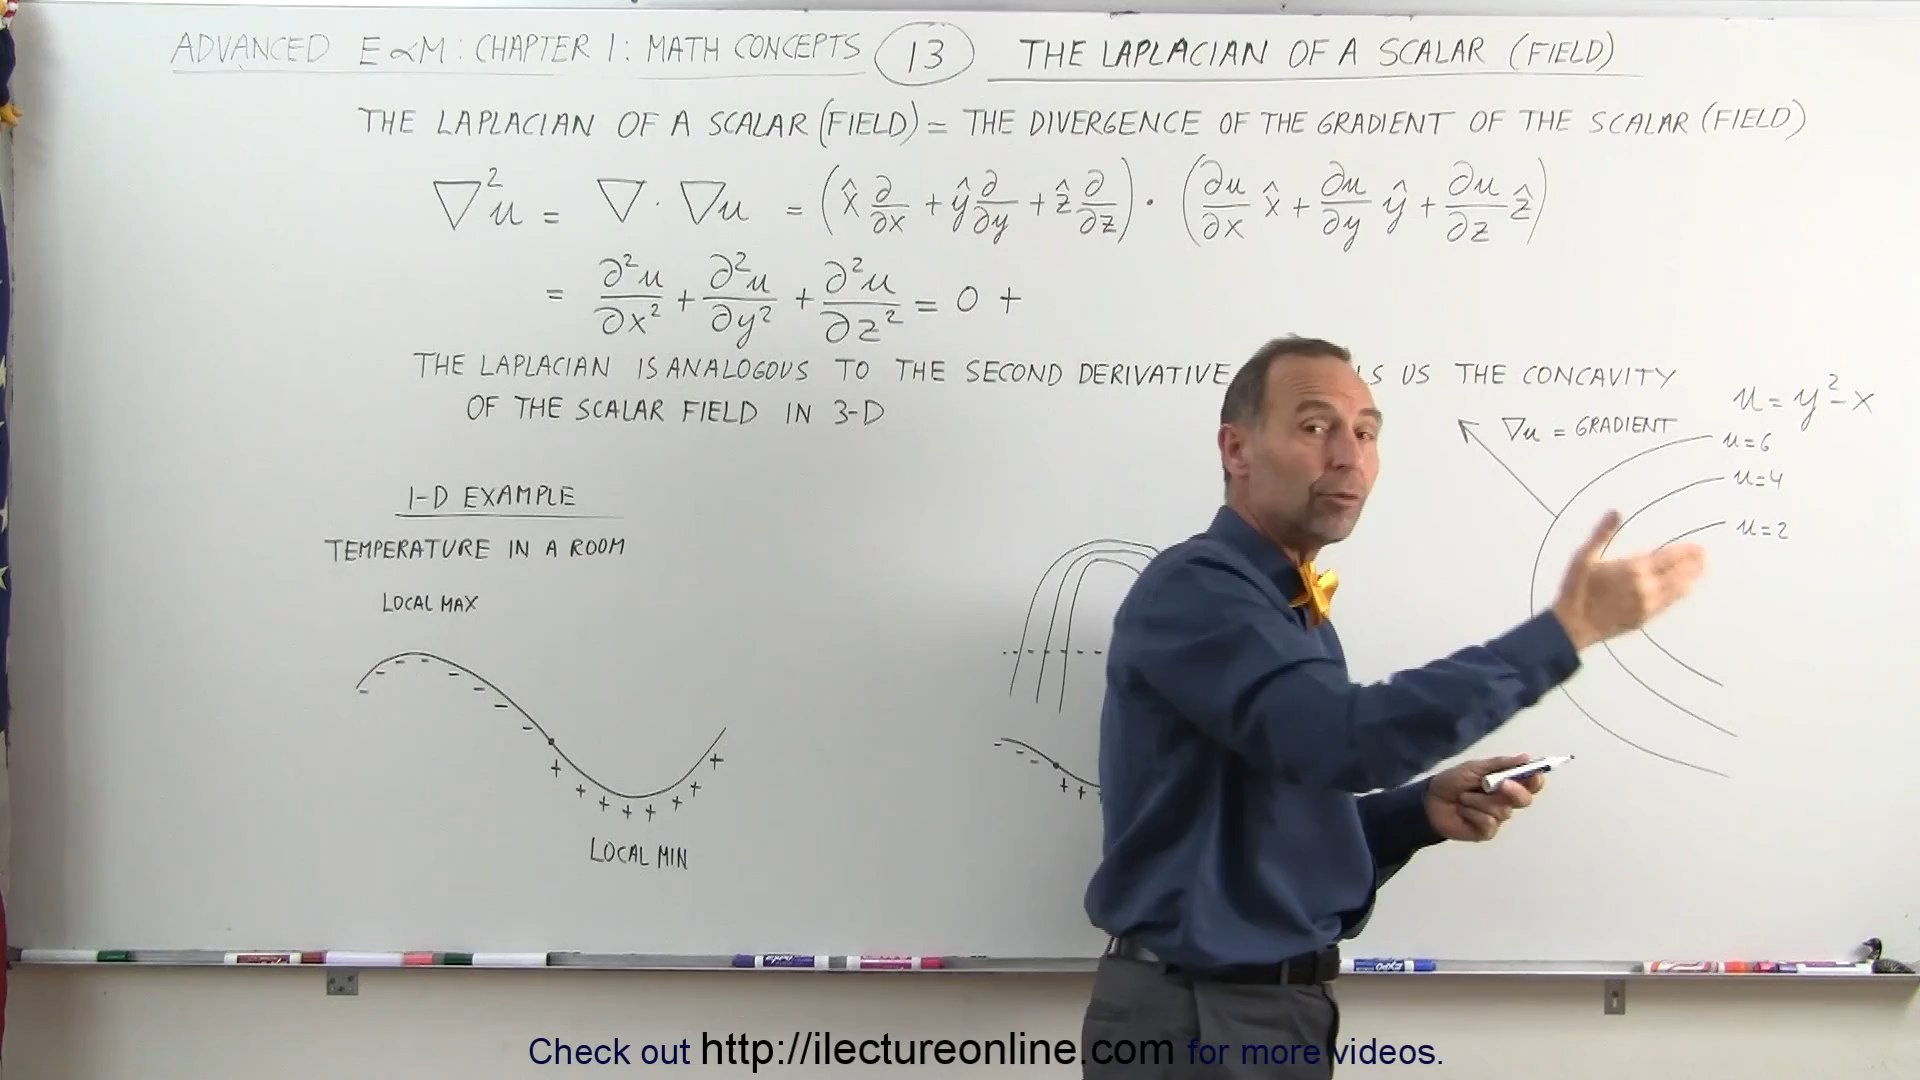 ADVANCED E&M: CHAPTER 1: MATH CONCEPTS 13 THE LAPLACIAN OF A SCALAR (FIELD)
THE LAPLACIAN OF A SCALAR (FIELD) = THE DIVERGENCE OF THE GRADIENT OF THE SCALAR (FIELD)
∇²u = ∇·∇u = (x̂ ∂/∂x + ŷ ∂/∂y + ẑ ∂/∂z) · (∂u/∂x x̂ + ∂u/∂y ŷ + ∂u/∂z ẑ)
= ∂²u/∂x² + ∂²u/∂y² + ∂²u/∂z² = 0 +
THE LAPLACIAN IS ANALOGOUS TO THE SECOND DERIVATIVE US THE CONCAVITY
OF THE SCALAR FIELD IN 3-D
u = y² - x
∇u = GRADIENT
u=6
u=4
u=2
1-D EXAMPLE
TEMPERATURE IN A ROOM
LOCAL MAX
LOCAL MIN
Check out http://ilectureonline.com for more videos.